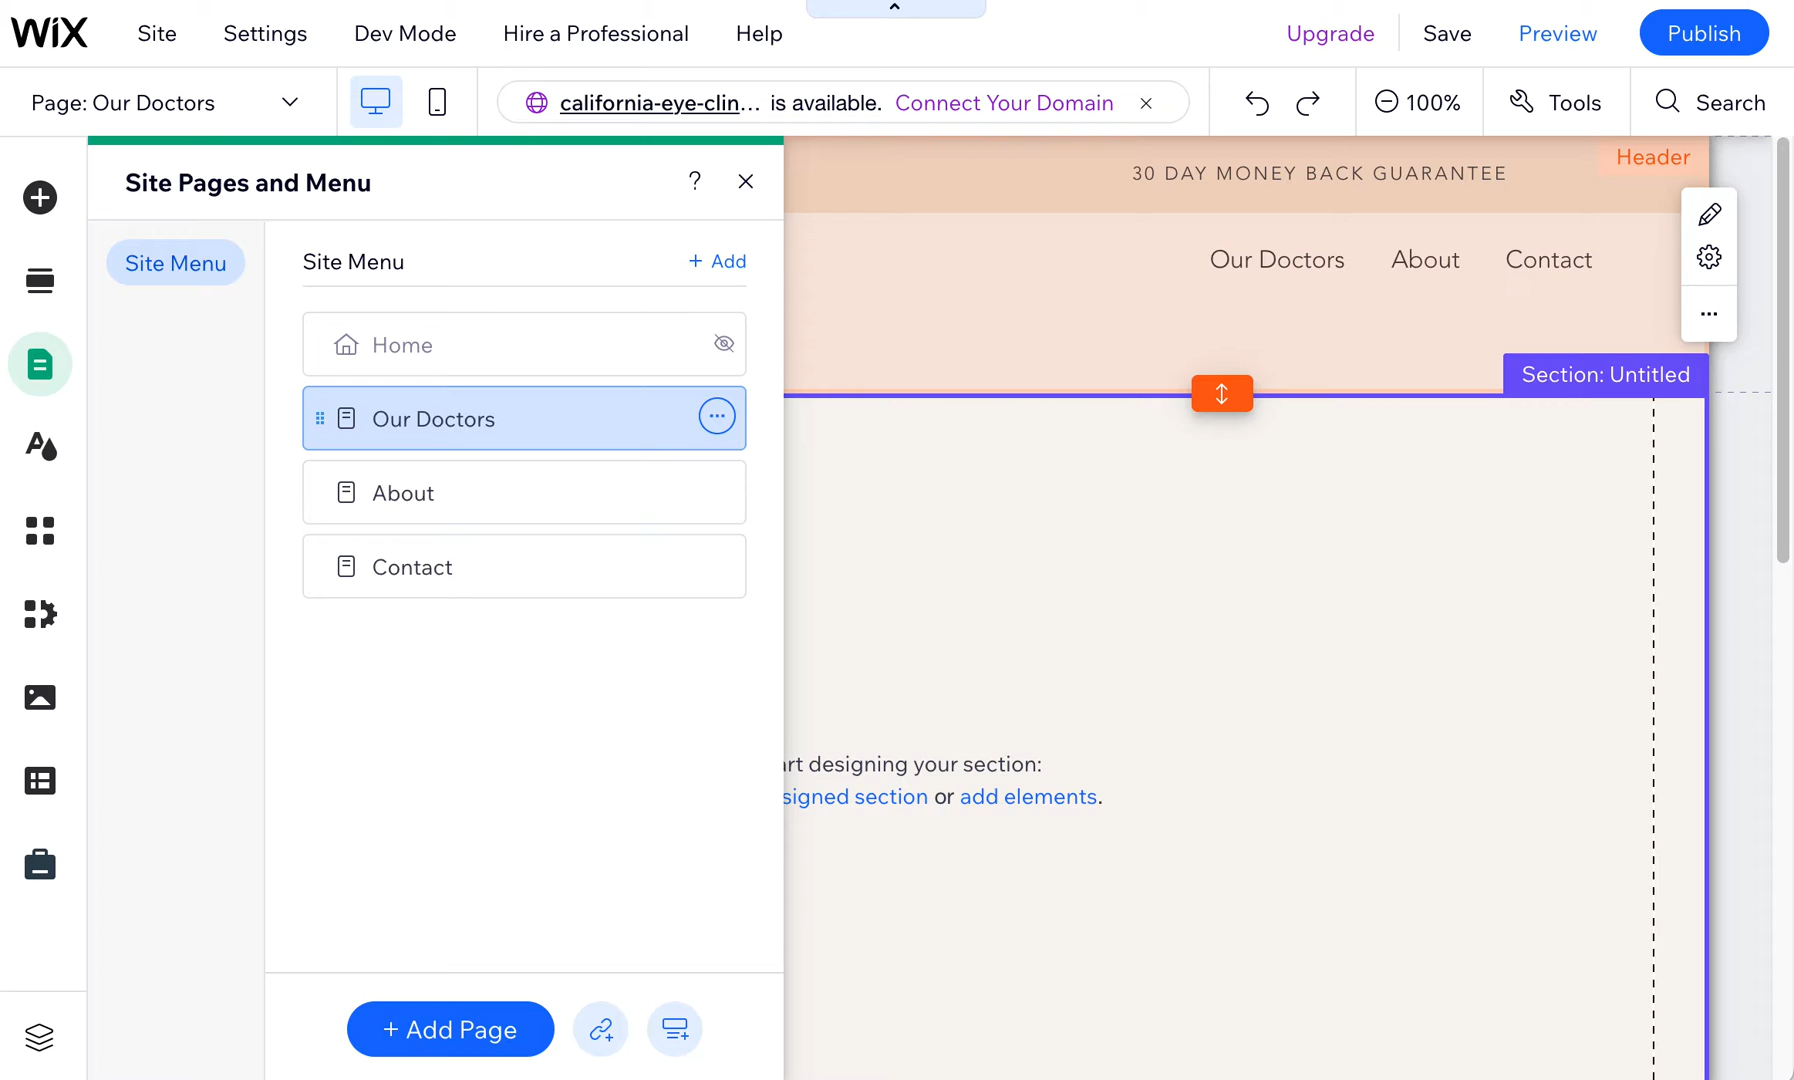 WiX Site Settings Dev Mode Hire a Professional Help Upgrade Save Preview Publish
Page: Our Doctors california-eye-clin... is available. Connect Your Domain 100% Tools Search
Site Pages and Menu ?
Site Menu
Site Menu + Add
Home
Our Doctors
About
Contact
+ Add Page
30 DAY MONEY BACK GUARANTEE
Header
Our Doctors About Contact
Section: Untitled
art designing your section:
signed section or add elements.